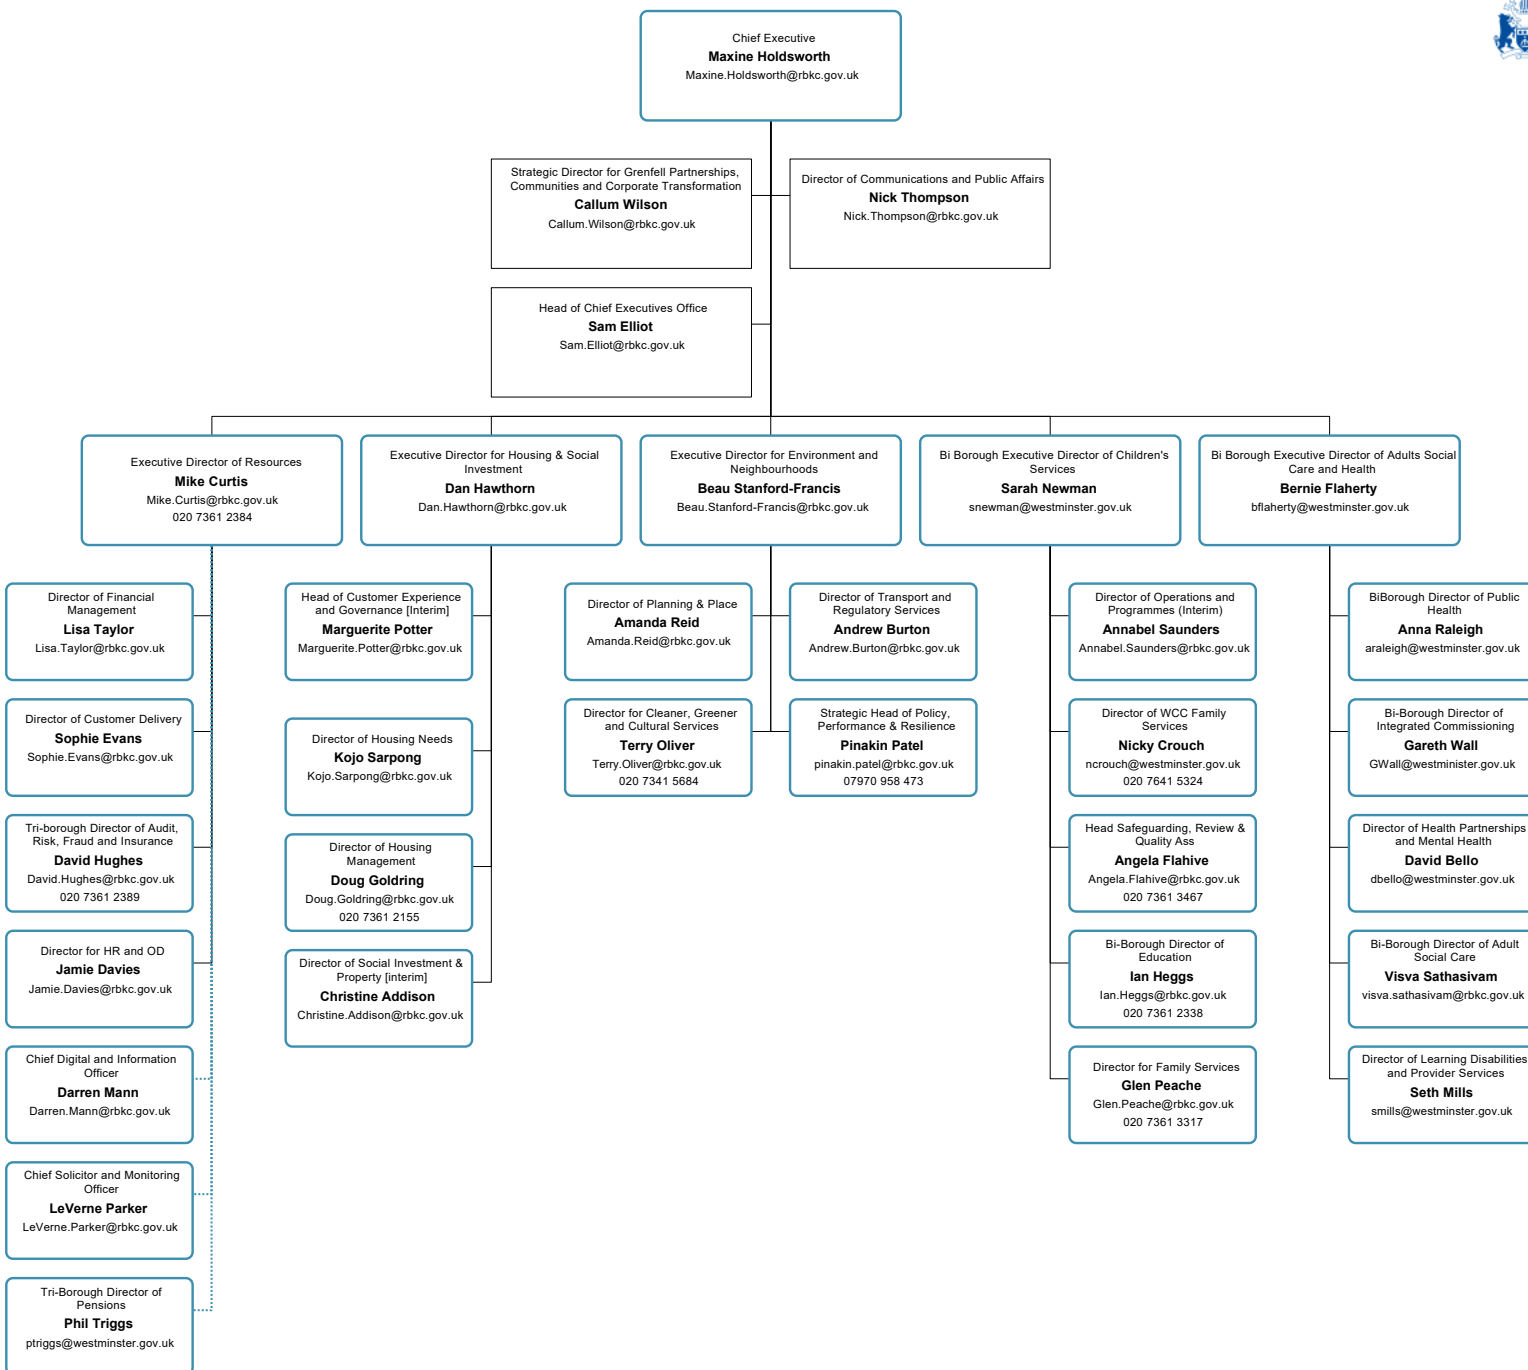 Chief Executive
Maxine Holdsworth
Maxine.Holdsworth@rbkc.gov.uk
Strategic Director for Grenfell Partnerships,
Communities and Corporate Transformation
Callum Wilson
Callum.Wilson@rbkc.gov.uk
Director of Communications and Public Affairs
Nick Thompson
Nick.Thompson@rbkc.gov.uk
Head of Chief Executives Office
Sam Elliot
Sam.Elliot@rbkc.gov.uk
Executive Director of Resources
Mike Curtis
Mike.Curtis@rbkc.gov.uk
020 7361 2384
Executive Director for Housing & Social
Investment
Dan Hawthorn
Dan.Hawthorn@rbkc.gov.uk
Executive Director for Environment and
Neighbourhoods
Beau Stanford-Francis
Beau.Stanford-Francis@rbkc.gov.uk
Bi Borough Executive Director of Children's
Services
Sarah Newman
snewman@westminster.gov.uk
Bi Borough Executive Director of Adults Social
Care and Health
Bernie Flaherty
bflaherty@westminster.gov.uk
Director of Financial
Management
Lisa Taylor
Lisa.Taylor@rbkc.gov.uk
Director of Customer Delivery
Sophie Evans
Sophie.Evans@rbkc.gov.uk
Tri-borough Director of Audit,
Risk, Fraud and Insurance
David Hughes
David.Hughes@rbkc.gov.uk
020 7361 2389
Director for HR and OD
Jamie Davies
Jamie.Davies@rbkc.gov.uk
Chief Digital and Information
Officer
Darren Mann
Darren.Mann@rbkc.gov.uk
Chief Solicitor and Monitoring
Officer
LeVerne Parker
LeVerne.Parker@rbkc.gov.uk
Tri-Borough Director of
Pensions
Phil Triggs
ptriggs@westminster.gov.uk
Head of Customer Experience
and Governance [Interim]
Marguerite Potter
Marguerite.Potter@rbkc.gov.uk
Director of Housing Needs
Kojo Sarpong
Kojo.Sarpong@rbkc.gov.uk
Director of Housing
Management
Doug Goldring
Doug.Goldring@rbkc.gov.uk
020 7361 2155
Director of Social Investment &
Property [interim]
Christine Addison
Christine.Addison@rbkc.gov.uk
Director of Planning & Place
Amanda Reid
Amanda.Reid@rbkc.gov.uk
Director for Cleaner, Greener
and Cultural Services
Terry Oliver
Terry.Oliver@rbkc.gov.uk
020 7341 5684
Director of Transport and
Regulatory Services
Andrew Burton
Andrew.Burton@rbkc.gov.uk
Strategic Head of Policy,
Performance & Resilience
Pinakin Patel
pinakin.patel@rbkc.gov.uk
07970 958 473
Director of Operations and
Programmes (Interim)
Annabel Saunders
Annabel.Saunders@rbkc.gov.uk
Director of WCC Family
Services
Nicky Crouch
ncrouch@westminster.gov.uk
020 7641 5324
Head Safeguarding, Review &
Quality Ass
Angela Flahive
Angela.Flahive@rbkc.gov.uk
020 7361 3467
Bi-Borough Director of
Education
Ian Heggs
Ian.Heggs@rbkc.gov.uk
020 7361 2338
Director for Family Services
Glen Peache
Glen.Peache@rbkc.gov.uk
020 7361 3317
BiBorough Director of Public
Health
Anna Raleigh
araleigh@westminster.gov.uk
Bi-Borough Director of
Integrated Commissioning
Gareth Wall
GWall@westminister.gov.uk
Director of Health Partnerships
and Mental Health
David Bello
dbello@westminster.gov.uk
Bi-Borough Director of Adult
Social Care
Visva Sathasivam
visva.sathasivam@rbkc.gov.uk
Director of Learning Disabilities
and Provider Services
Seth Mills
smills@westminster.gov.uk